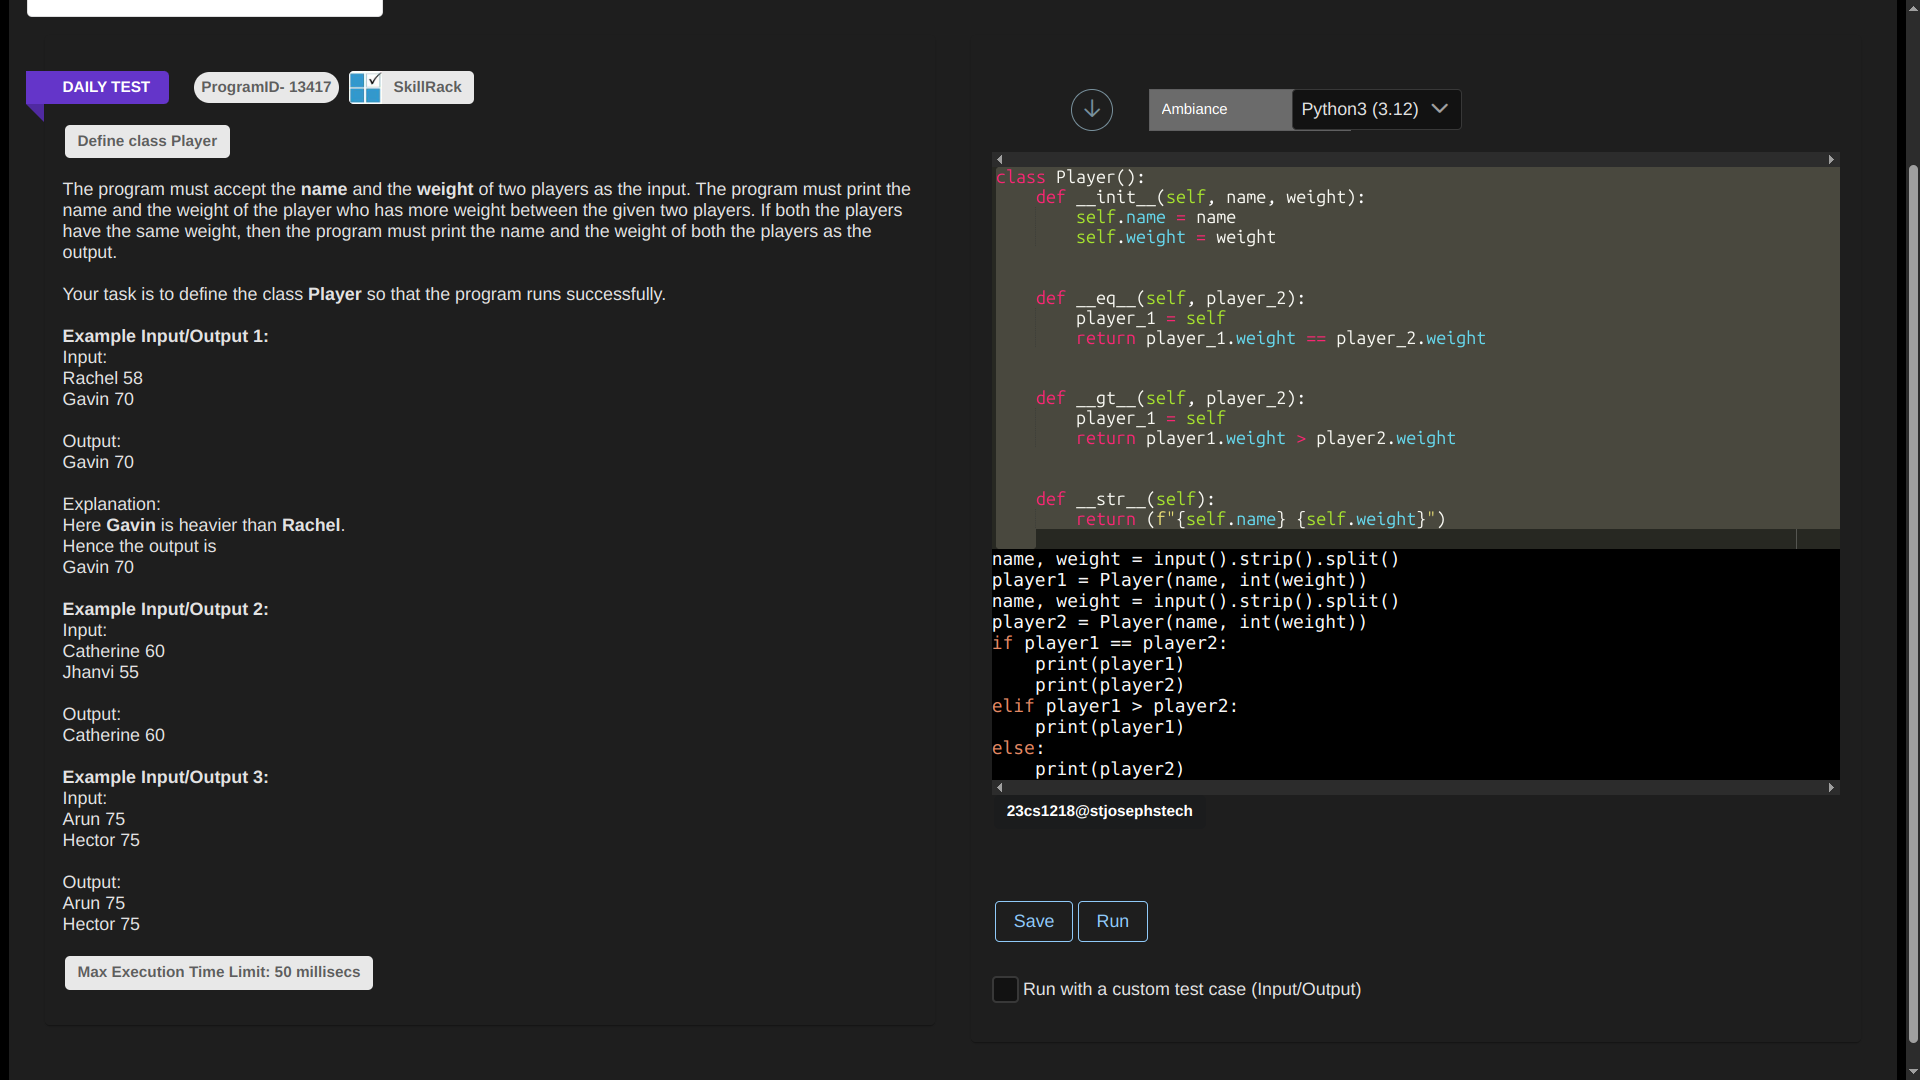 DAILY TEST
ProgramID- 13417
SkillRack
Define class Player
The program must accept the name and the weight of two players as the input. The program must print the
name and the weight of the player who has more weight between the given two players. If both the players
have the same weight, then the program must print the name and the weight of both the players as the
output.
Your task is to define the class Player so that the program runs successfully.
Example Input/Output 1:
Input:
Rachel 58
Gavin 70
Output:
Gavin 70
Explanation:
Here Gavin is heavier than Rachel.
Hence the output is
Gavin 70
Example Input/Output 2:
Input:
Catherine 60
Jhanvi 55
Output:
Catherine 60
Example Input/Output 3:
Input:
Arun 75
Hector 75
Output:
Arun 75
Hector 75
Max Execution Time Limit: 50 millisecs
Ambiance
Python3 (3.12)
class Player():
    def __init__(self, name, weight):
        self.name = name
        self.weight = weight
    def __eq__(self, player_2):
        player_1 = self
        return player_1.weight == player_2.weight
    def __gt__(self, player_2):
        player_1 = self
        return player1.weight > player2.weight
    def __str__(self):
        return (f"{self.name} {self.weight}")
name, weight = input().strip().split()
player1 = Player(name, int(weight))
name, weight = input().strip().split()
player2 = Player(name, int(weight))
if player1 == player2:
    print(player1)
    print(player2)
elif player1 > player2:
    print(player1)
else:
    print(player2)
23cs1218@stjosephstech
Save
Run
Run with a custom test case (Input/Output)